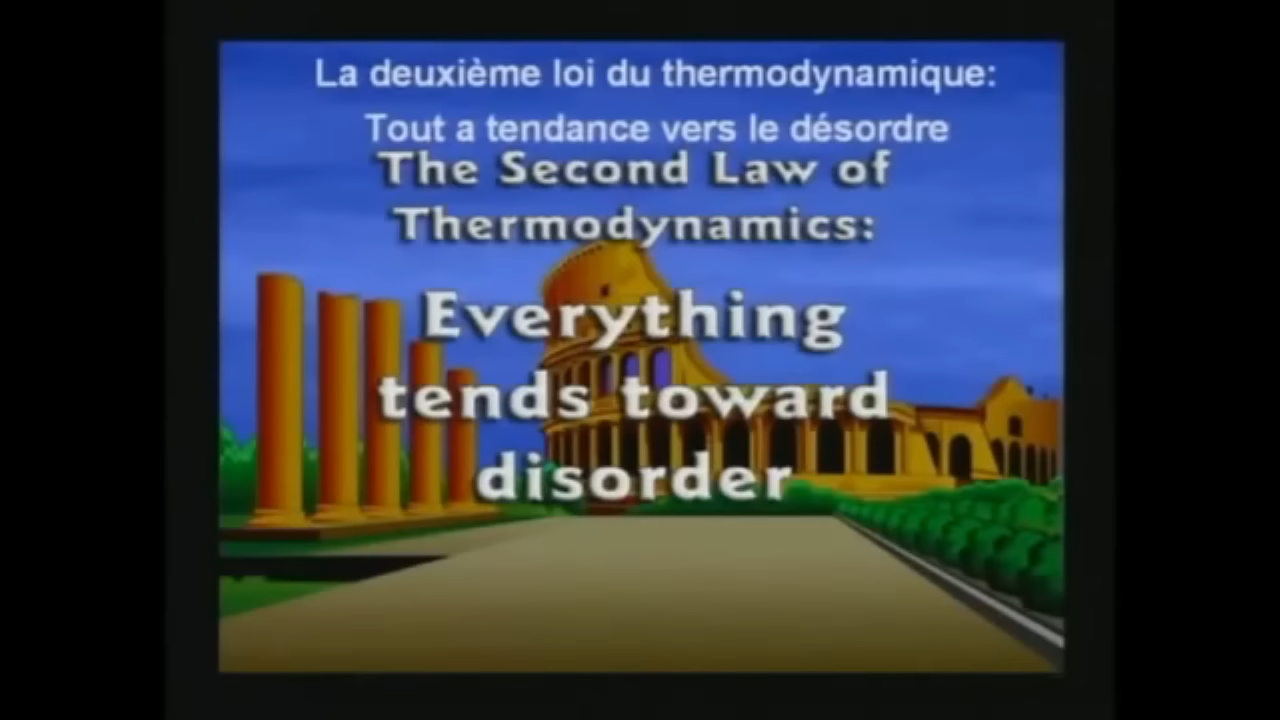 La deuxième loi du thermodynamique:
Tout a tendance vers le désordre
The Second Law of
Thermodynamics:
Everything
tends toward
disorder